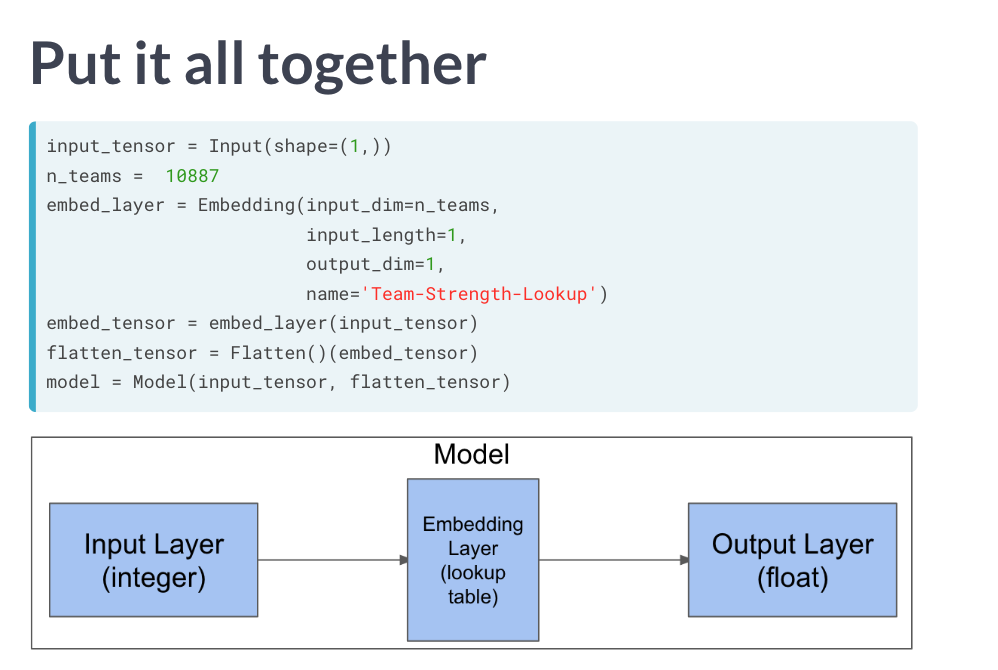 Put it all together
input_tensor = Input(shape=(1,))
n_teams =  10887
embed_layer = Embedding(input_dim=n_teams,
                        input_length=1,
                        output_dim=1,
                        name='Team-Strength-Lookup')
embed_tensor = embed_layer(input_tensor)
flatten_tensor = Flatten()(embed_tensor)
model = Model(input_tensor, flatten_tensor)
Model
Input Layer
(integer)
Embedding
Layer
(lookup
table)
Output Layer
(float)